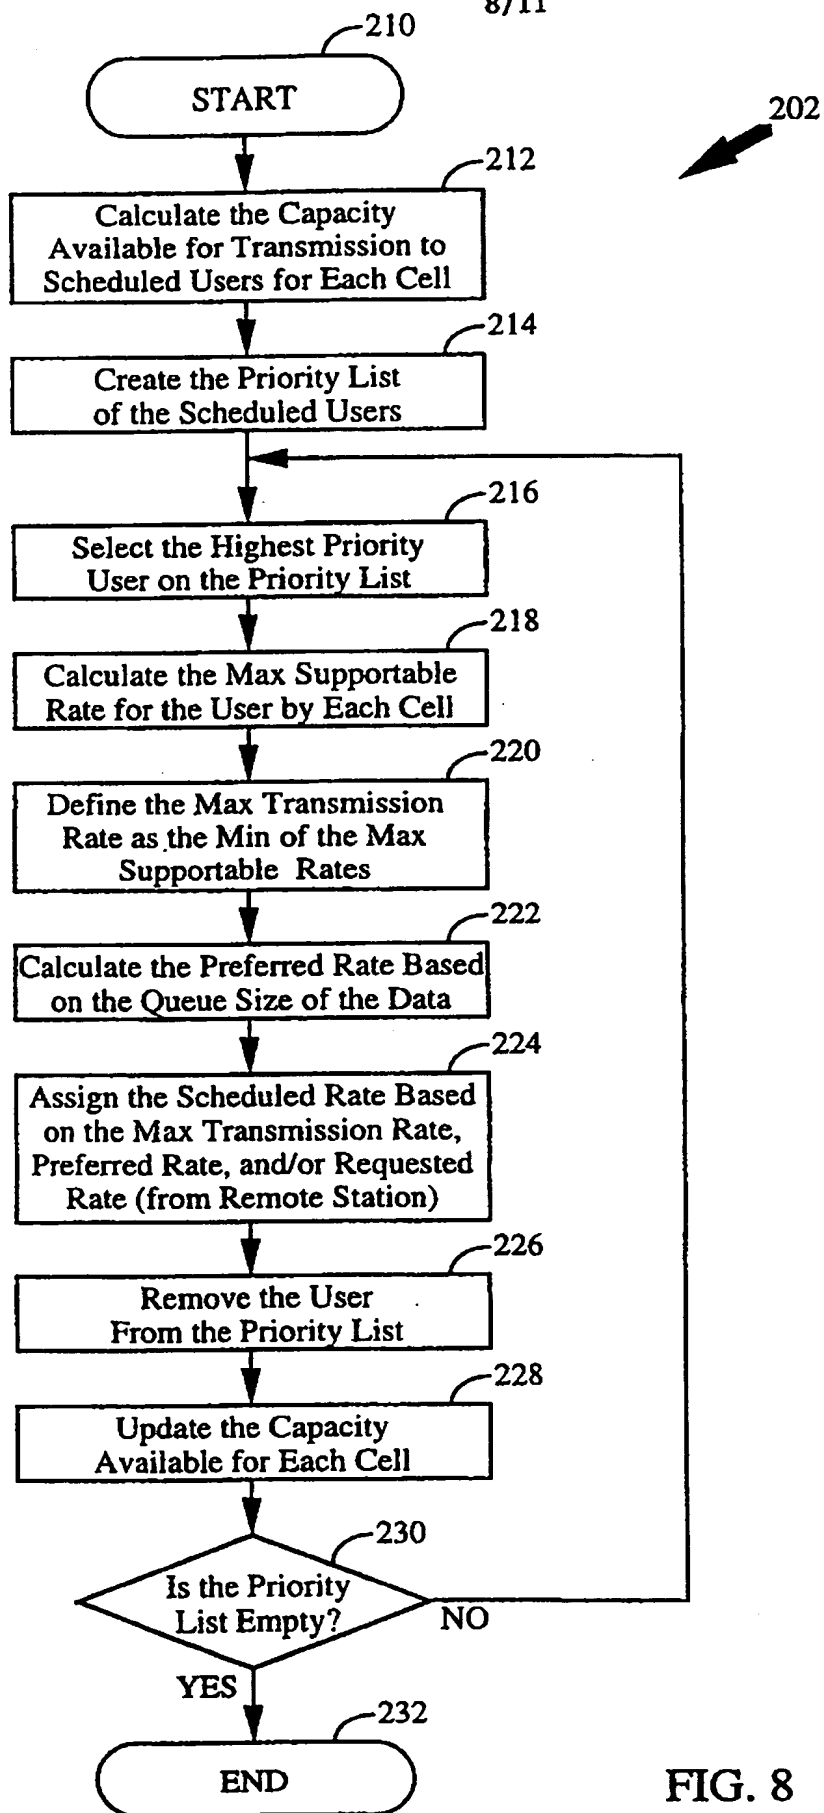 8/11
210
START
202
212
Calculate the Capacity
Available for Transmission to
Scheduled Users for Each Cell
214
Create the Priority List
of the Scheduled Users
216
Select the Highest Priority
User on the Priority List
218
Calculate the Max Supportable
Rate for the User by Each Cell
220
Define the Max Transmission
Rate as the Min of the Max
Supportable Rates
222
Calculate the Preferred Rate Based
on the Queue Size of the Data
224
Assign the Scheduled Rate Based
on the Max Transmission Rate,
Preferred Rate, and/or Requested
Rate (from Remote Station)
226
Remove the User
From the Priority List
228
Update the Capacity
Available for Each Cell
230
Is the Priority
List Empty?
NO
YES
232
END
FIG. 8